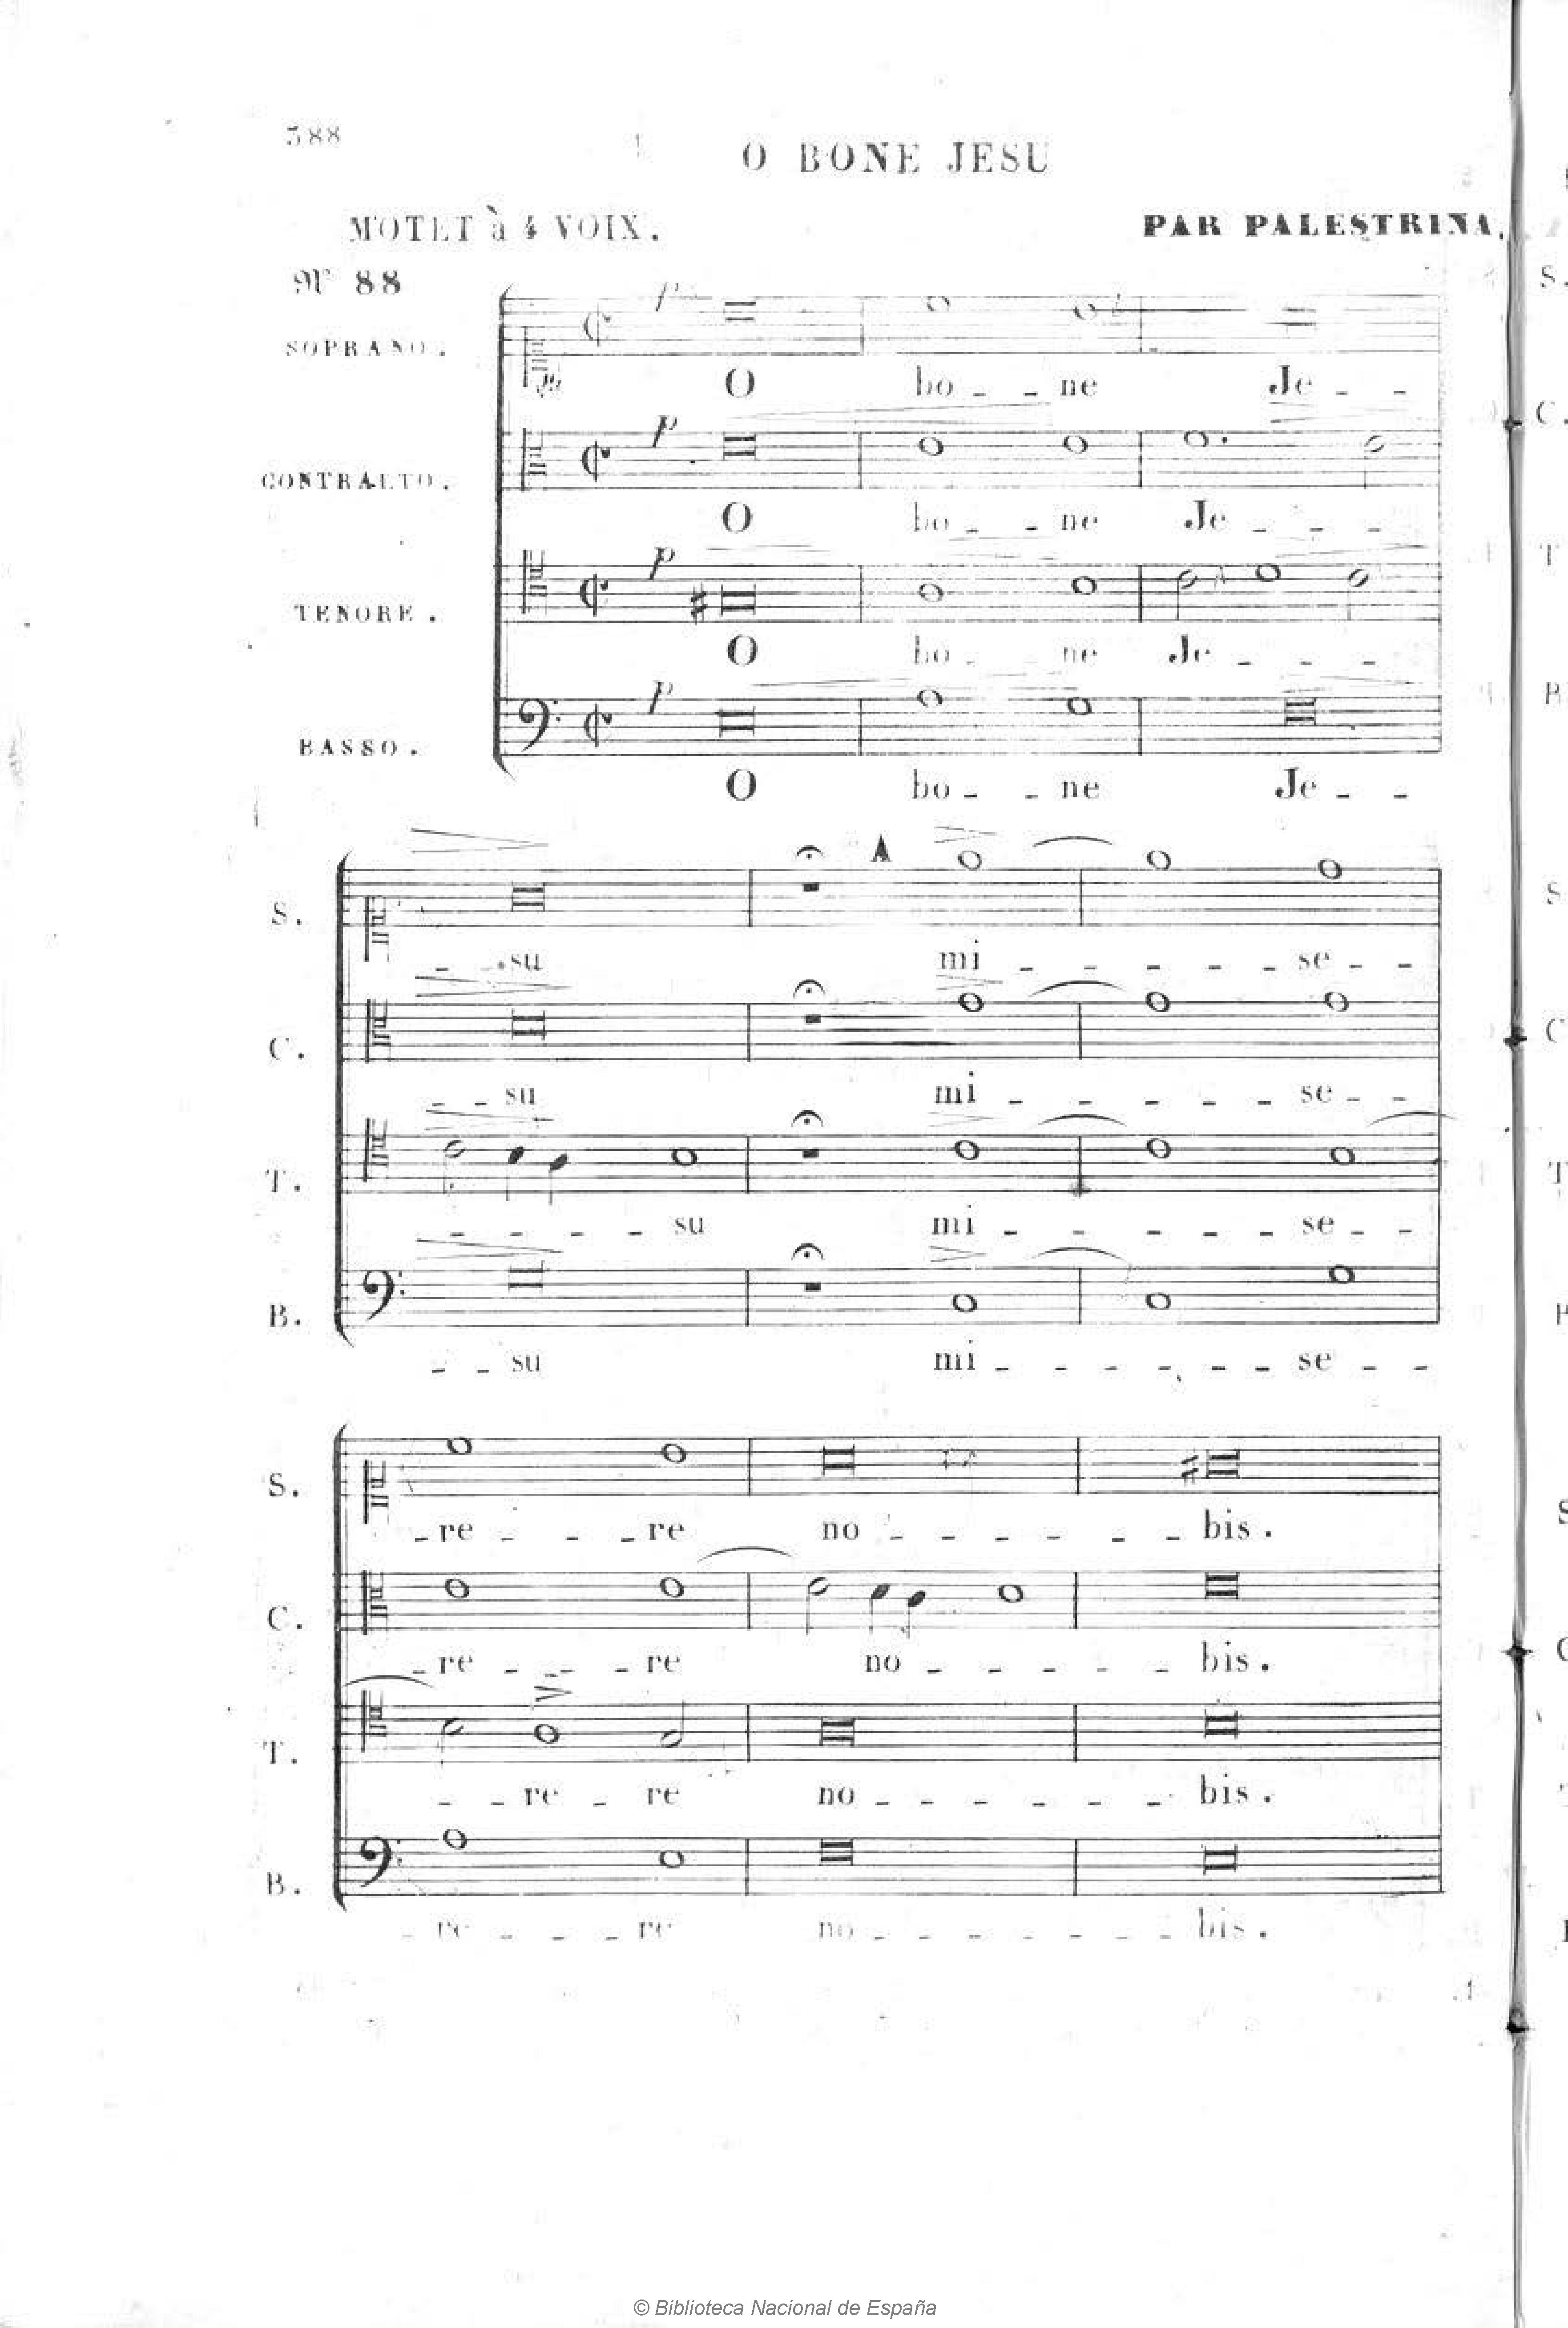 388
O BONE JESU
MOTET à 4 VOIX.
PAR PALESTRINA.
Nº 88
SOPRANO.
p
O bo - - ne Je - -
CONTRALTO.
p
O bo - - ne Je - - -
TENORE.
p
O bo - ne Je - - -
BASSO.
p
O bo - - ne Je - -
S.
- - su mi - - - - - se - -
C.
- - su mi - - - - - se - -
T.
- - - - su mi - - - - - se - -
B.
- - su mi - - - - - - se - -
S.
- re - - - re no - - - - - - bis.
C.
- re - - - re no - - - - - bis.
T.
- - re - re no - - - - - - bis.
B.
- re - - - re no - - - - - - - bis.
© Biblioteca Nacional de España